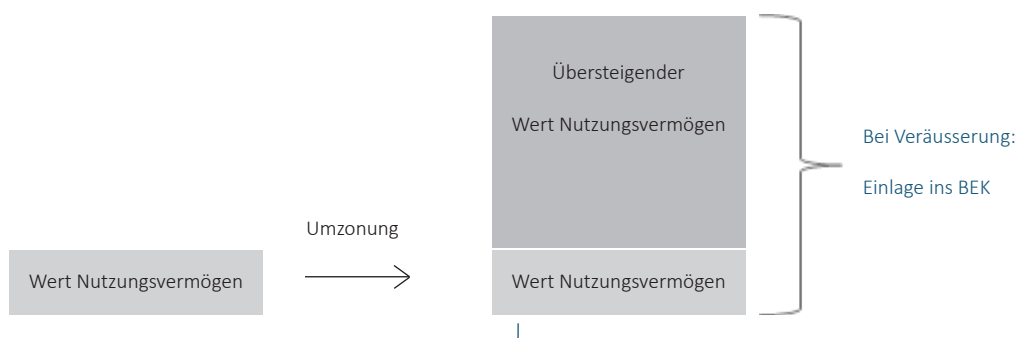 Übersteigender
Wert Nutzungsvermögen
Bei Veräusserung:
Einlage ins BEK
Umzonung
Wert Nutzungsvermögen
Wert Nutzungsvermögen